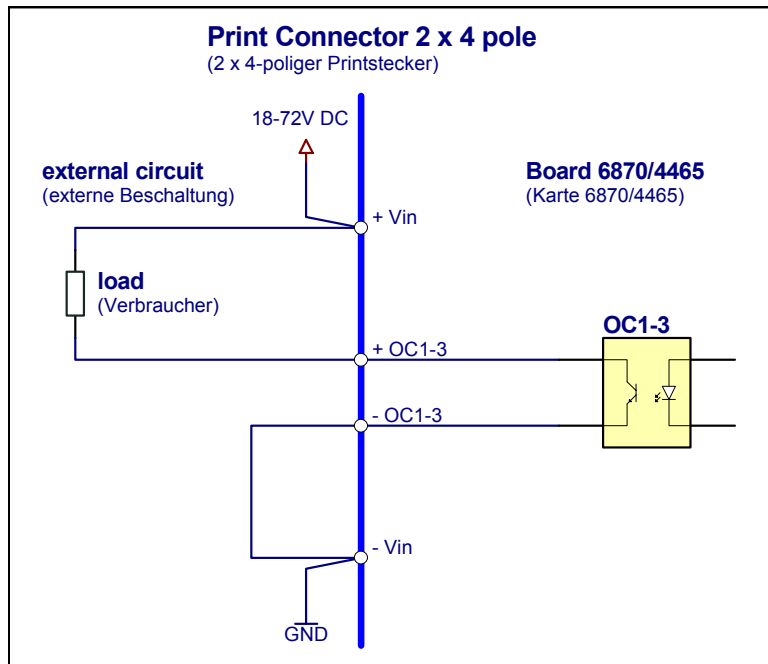 Print Connector 2 x 4 pole
(2 x 4-poliger Printstecker)
18-72V DC
external circuit
(externe Beschaltung)
Board 6870/4465
(Karte 6870/4465)
+ Vin
load
(Verbraucher)
OC1-3
+ OC1-3
- OC1-3
- Vin
GND